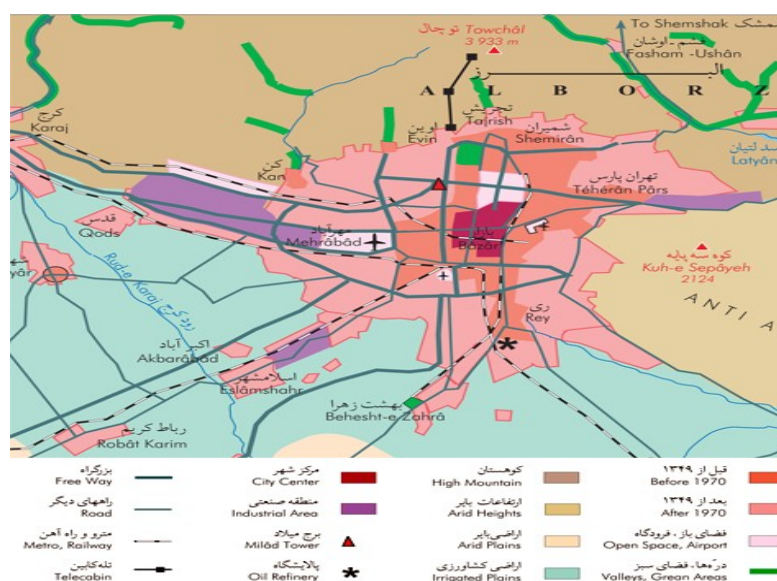 To Shemshak شمشک
توچال
Towchâl
3 933 m
فشم - اوشان
Fasham -Ushân
البرز
A L B O R Z
کرج
Karaj
تجریش
Tajrish
اوین
Evin
شمیران
Shemirân
سد لتیان
Latyân
کن
Kan
تهران پارس
Téhéran Pârs
قدس
Qods
مهرآباد
Mehrâbâd
بازار
Bâzâr
کوه سه پایه
Kuh-e Sepâyeh
2124
Rud-e Karaj رود کرج
ANTI A
ری
Rey
اکبرآباد
Akbarâbâd
اسلامشهر
Eslâmshahr
بهشت زهرا
Behesht-e-Zahrâ
رباط کریم
Robât Karim
بزرگراه
Free Way
مرکز شهر
City Center
کوهستان
High Mountain
قبل از ۱۳۴۹
Before 1970
راههای دیگر
Road
منطقه صنعتی
Industrial Area
ارتفاعات بایر
Arid Heights
بعد از ۱۳۴۹
After 1970
مترو و راه آهن
Metro, Railway
برج میلاد
Milâd Tower
اراضی بایر
Arid Plains
فضای باز، فرودگاه
Open Space, Airport
تله کابین
Telecabin
پالایشگاه
Oil Refinery
اراضی کشاورزی
Irrigated Plains
درّه‌ها، فضای سبز
Valleys, Grean Areas